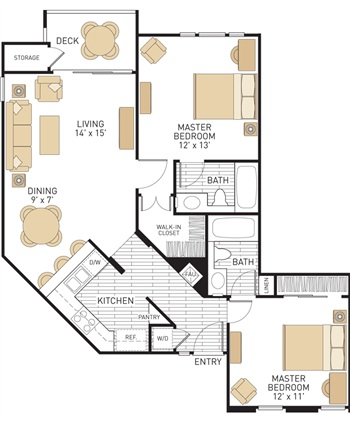 DECK
STORAGE
LIVING
14' x 15'
MASTER
BEDROOM
12' x 13'
DINING
9' x 7'
BATH
WALK-IN
CLOSET
D/W
FAU
BATH
LINEN
KITCHEN
PANTRY
REF.
W/D
ENTRY
MASTER
BEDROOM
12' x 11'